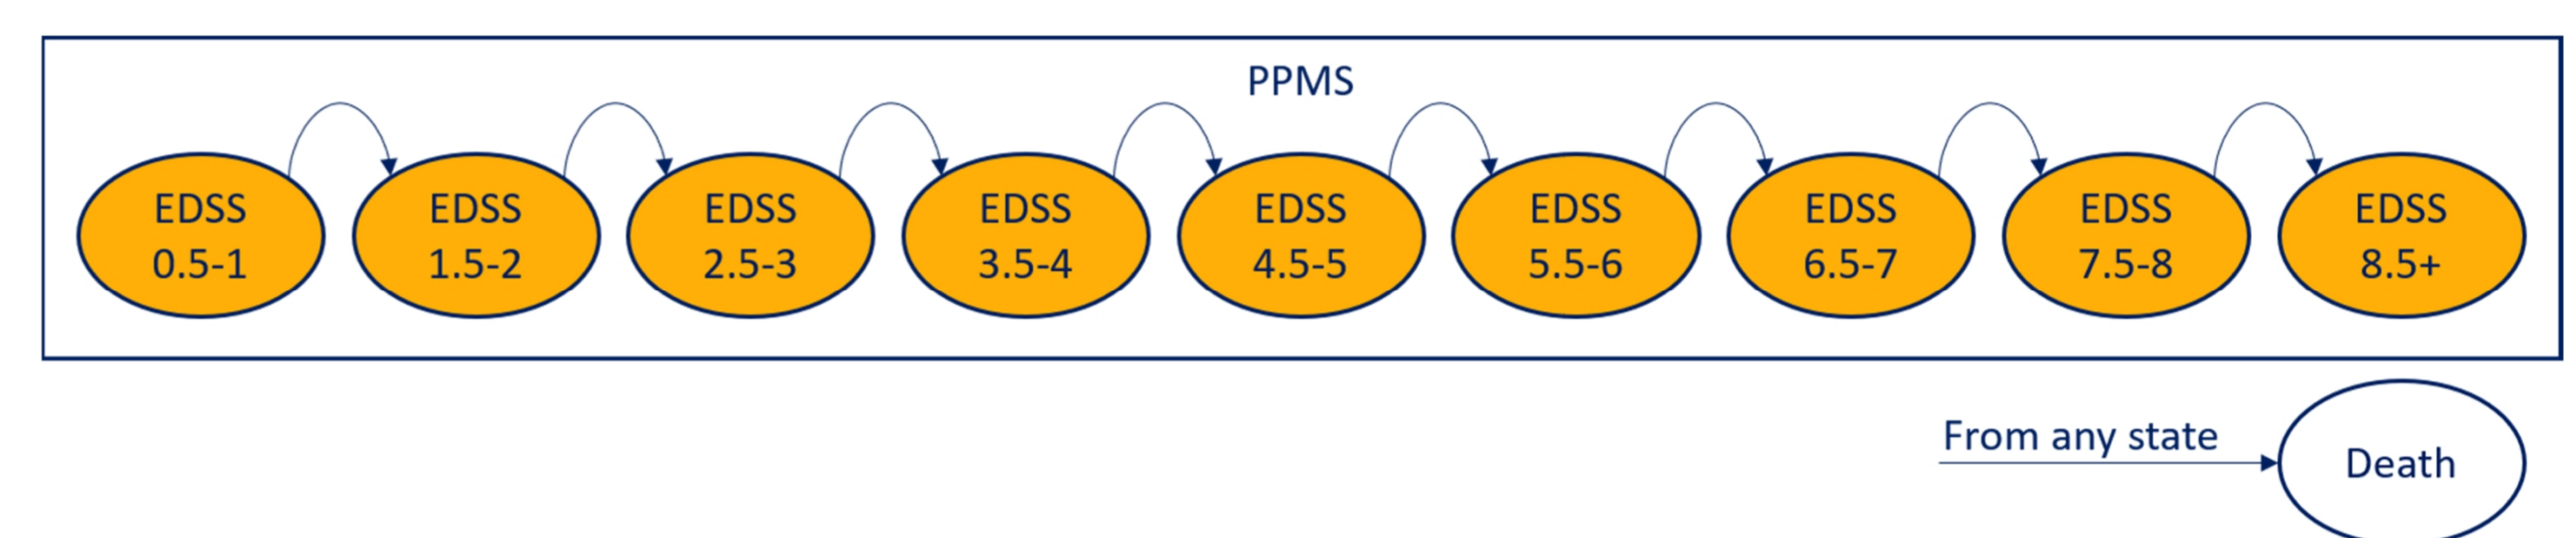 PPMS
EDSS
0.5-1
EDSS
1.5-2
EDSS
2.5-3
EDSS
3.5-4
EDSS
4.5-5
EDSS
5.5-6
EDSS
6.5-7
EDSS
7.5-8
EDSS
8.5+
From any state
Death